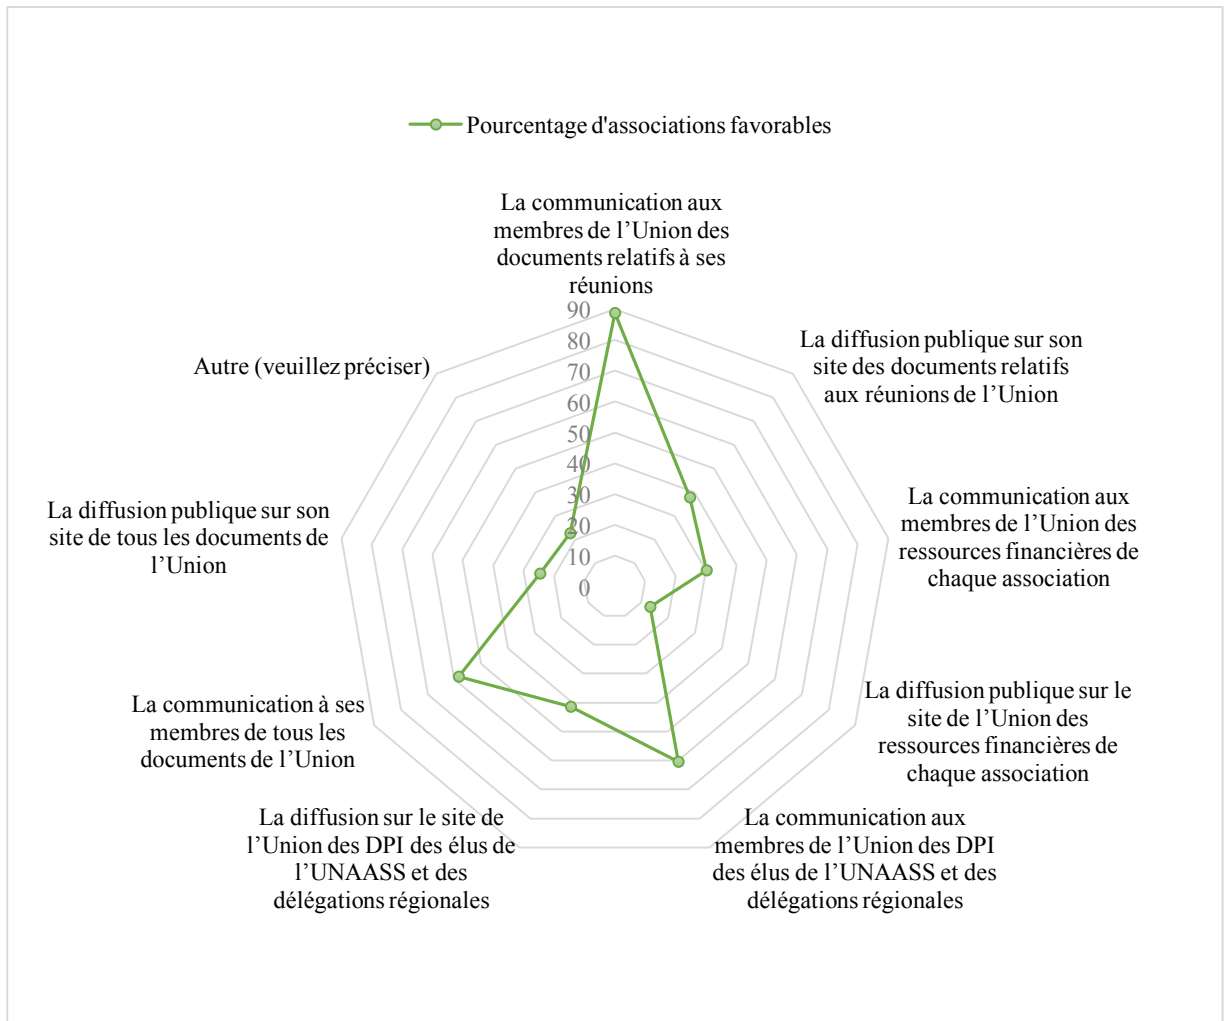 Pourcentage d'associations favorables
La communication aux
membres de l’Union des
documents relatifs à ses
réunions
La diffusion publique sur son
site des documents relatifs
aux réunions de l’Union
La communication aux
membres de l’Union des
ressources financières de
chaque association
La diffusion publique sur le
site de l’Union des
ressources financières de
chaque association
La communication aux
membres de l’Union des DPI
des élus de l’UNAASS et des
délégations régionales
La diffusion sur le site de
l’Union des DPI des élus de
l’UNAASS et des
délégations régionales
La communication à ses
membres de tous les
documents de l’Union
La diffusion publique sur son
site de tous les documents de
l’Union
Autre (veuillez préciser)
90
80
70
60
50
40
30
20
10
0